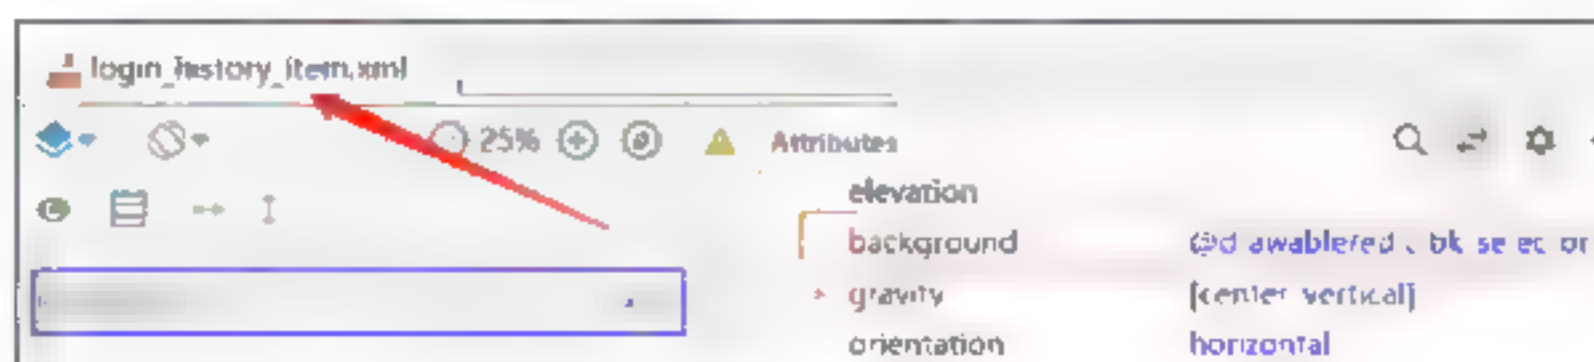 login_history_item.xml
25%
Attributes
elevation
background
gravity [center_vertical]
orientation horizontal